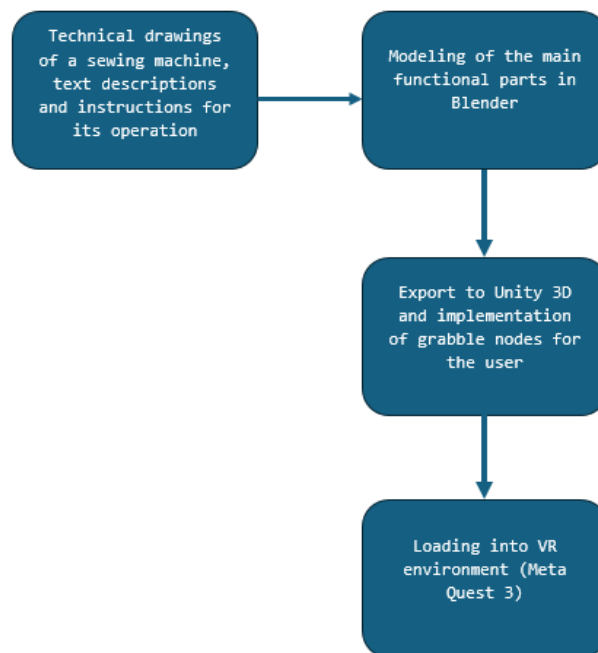 Technical drawings
of a sewing machine,
text descriptions
and instructions for
its operation
Modeling of the main
functional parts in
Blender
Export to Unity 3D
and implementation
of grabble nodes for
the user
Loading into VR
environment (Meta
Quest 3)